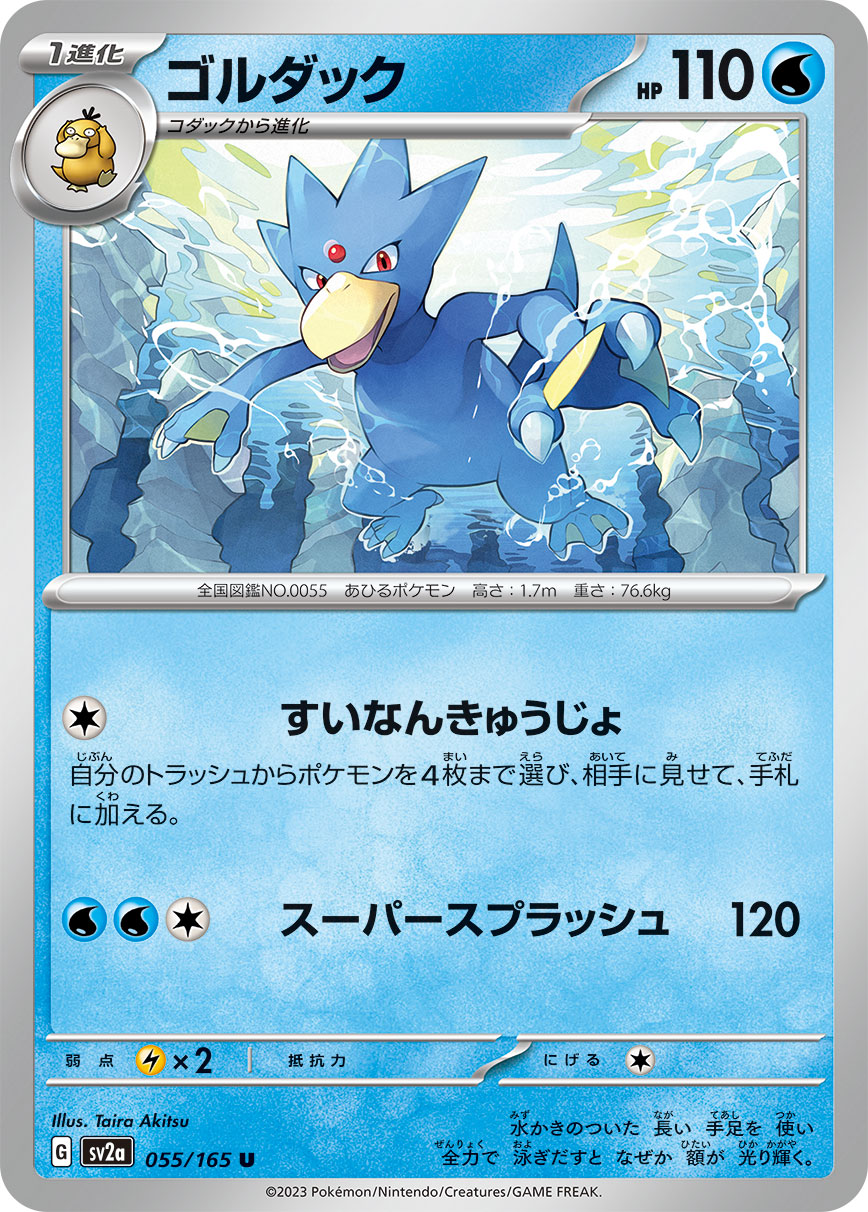 1進化
ゴルダック
HP 110
コダックから進化
全国図鑑NO.0055 あひるポケモン 高さ:1.7m 重さ:76.6kg
すいなんきゅうじょ
自分のトラッシュからポケモンを4枚まで選び、相手に見せて、手札
に加える。
スーパースプラッシュ 120
弱点 ×2 抵抗力 にげる
Illus. Taira Akitsu
水かきのついた 長い 手足を 使い
全力で 泳ぎだすと なぜか 額が 光り輝く。
G sv2a 055/165 U
©2023 Pokémon/Nintendo/Creatures/GAME FREAK.